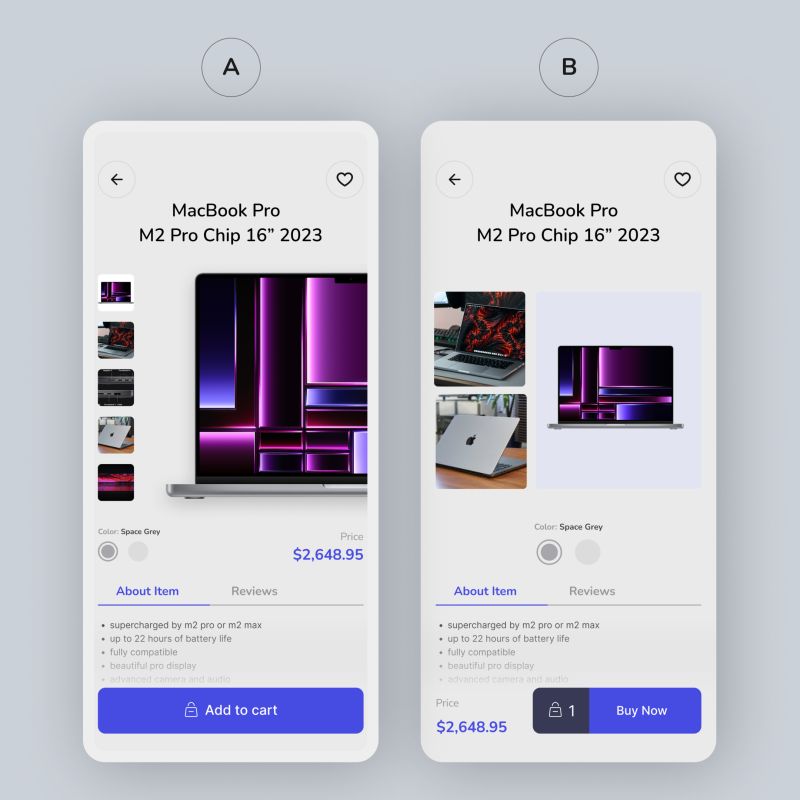 A
MacBook Pro
M2 Pro Chip 16” 2023
Color: Space Grey
Price
$2,648.95
About Item
Reviews
• supercharged by m2 pro or m2 max
• up to 22 hours of battery life
• fully compatible
• beautiful pro display
• advanced camera and audio
Add to cart
B
MacBook Pro
M2 Pro Chip 16” 2023
Color: Space Grey
About Item
Reviews
• supercharged by m2 pro or m2 max
• up to 22 hours of battery life
• fully compatible
• beautiful pro display
• advanced camera and audio
Price
$2,648.95
1
Buy Now